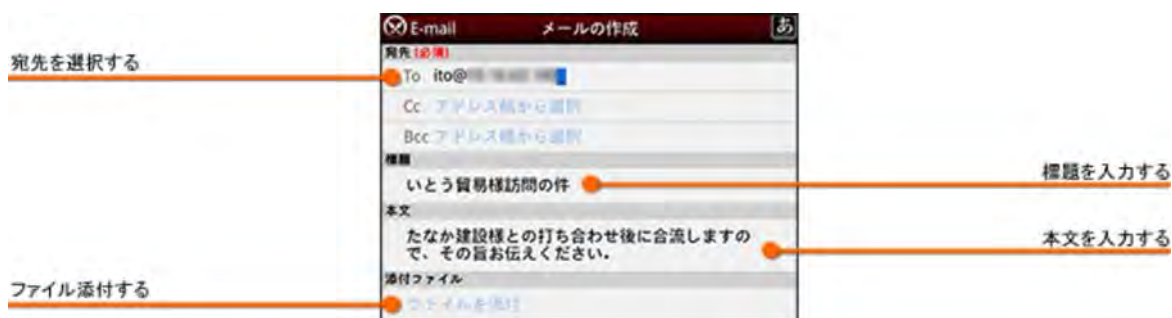 E-mail メールの作成 あ
宛先を選択する
宛先 (必須)
To ito@
Cc アドレス帳から選択
Bcc アドレス帳から選択
標題
いとう貿易様訪問の件
標題を入力する
本文
たなか建設様との打ち合わせ後に合流しますの
で、その旨お伝えください。
本文を入力する
添付ファイル
ファイル添付する
ファイルを添付